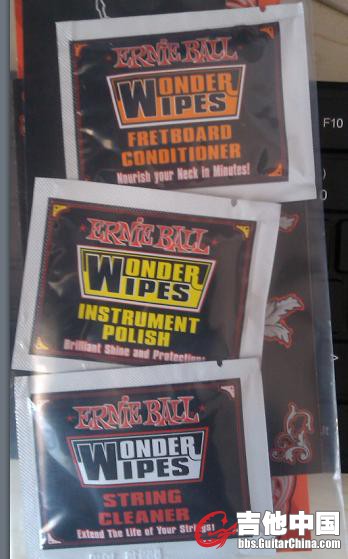 ERNIE BALL
WONDER
WIPES
FRETBOARD
CONDITIONER
Nourish your Neck in Minutes!
F10
ERNIE BALL
WONDER
WIPES
INSTRUMENT
POLISH
Brilliant Shine and Protection!
ERNIE BALL
WONDER
WIPES
STRING
CLEANER
Extend The Life of Your Strings!
吉他中国
bbs.GuitarChina.com